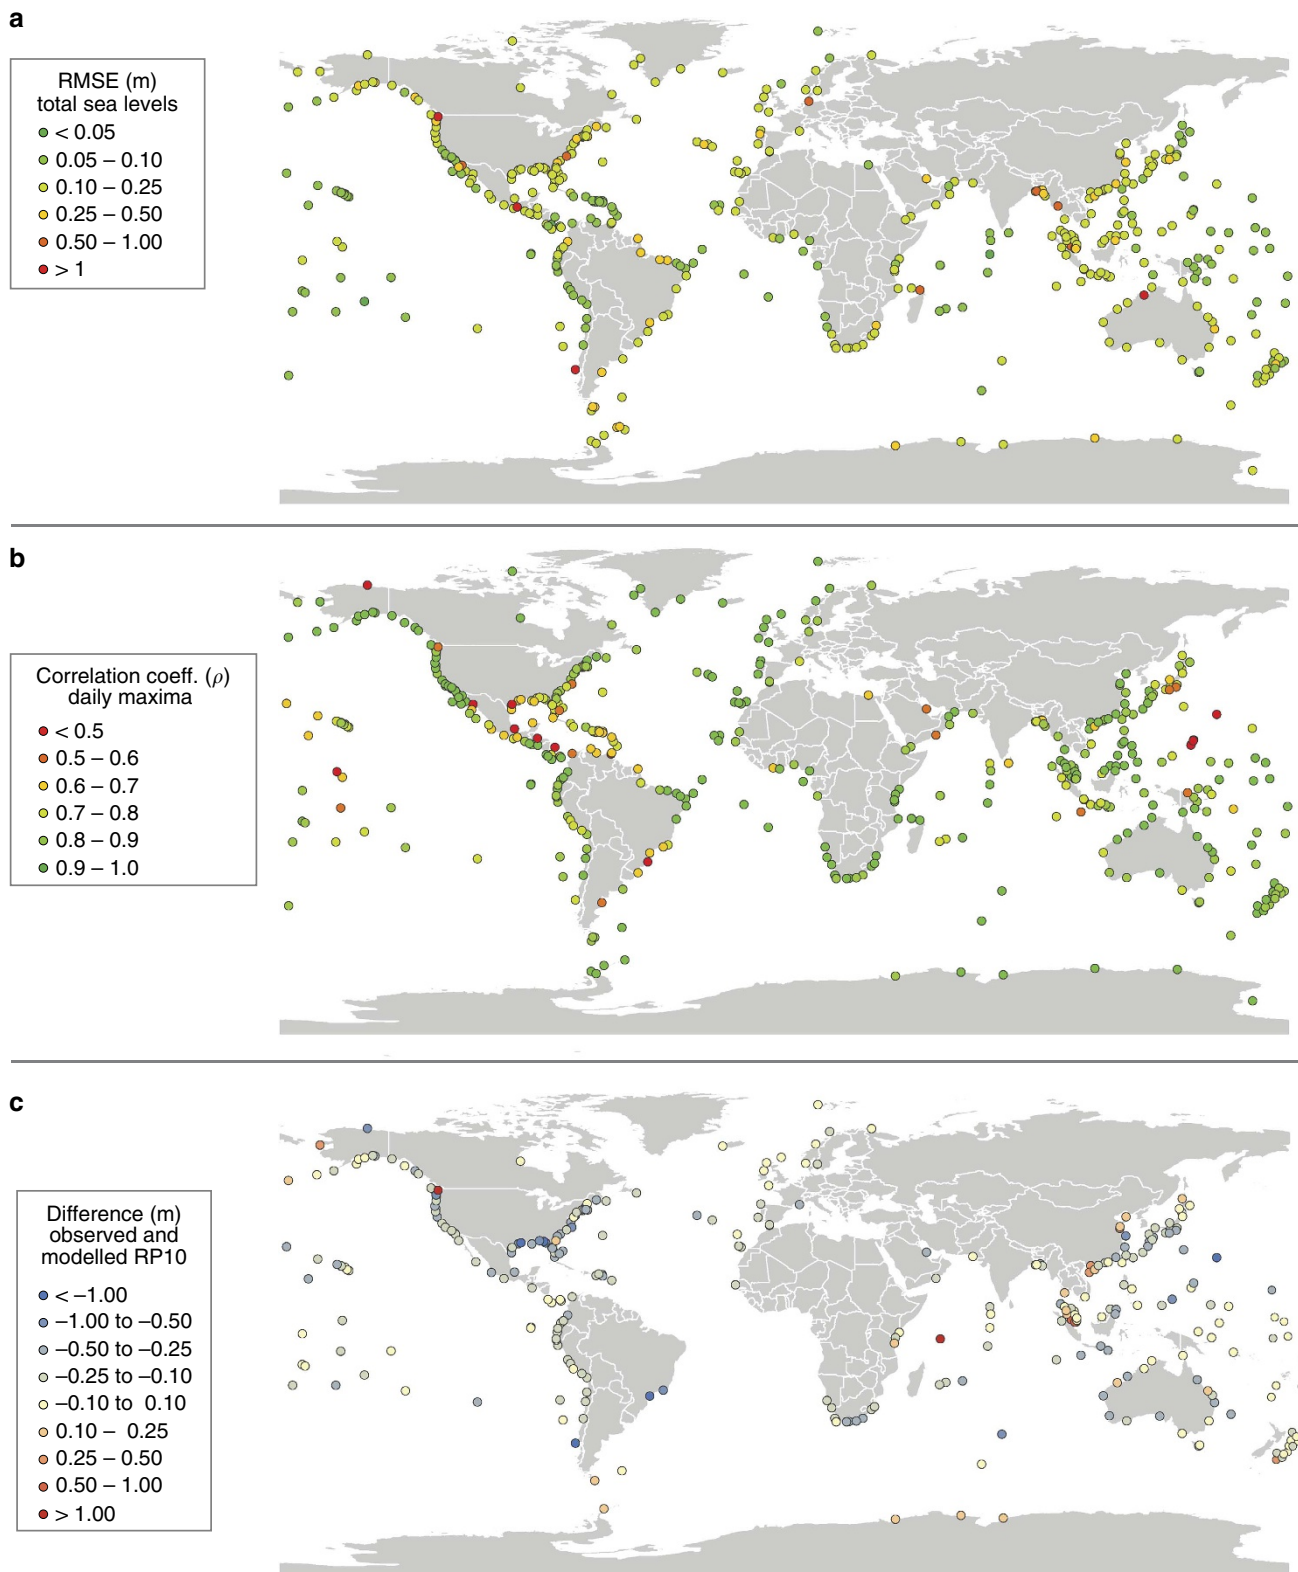 a
RMSE (m)
total sea levels
< 0.05
0.05 – 0.10
0.10 – 0.25
0.25 – 0.50
0.50 – 1.00
> 1
b
Correlation coeff. (ρ)
daily maxima
< 0.5
0.5 – 0.6
0.6 – 0.7
0.7 – 0.8
0.8 – 0.9
0.9 – 1.0
c
Difference (m)
observed and
modelled RP10
< –1.00
–1.00 to –0.50
–0.50 to –0.25
–0.25 to –0.10
–0.10 to 0.10
0.10 – 0.25
0.25 – 0.50
0.50 – 1.00
> 1.00